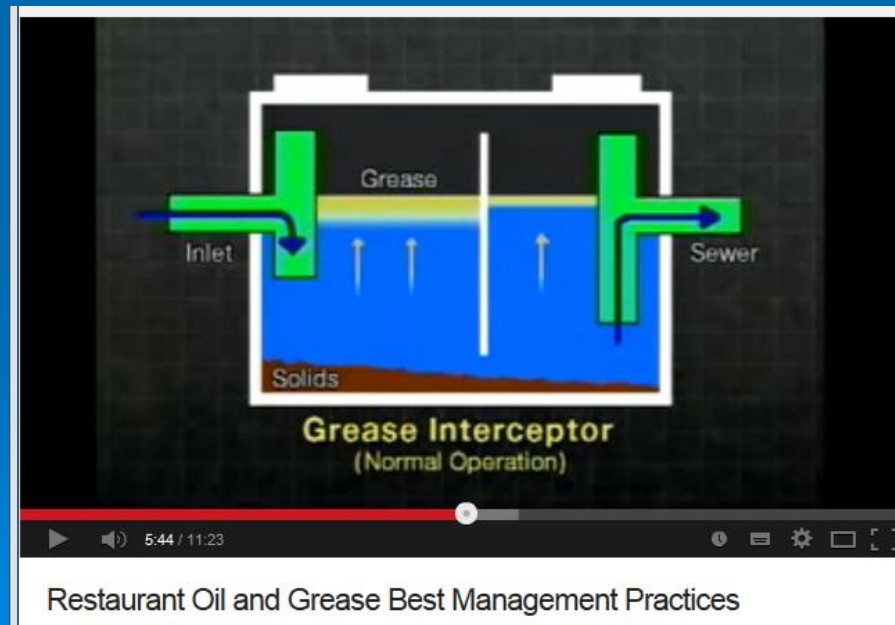 Grease
Inlet
Sewer
Solids
Grease Interceptor
(Normal Operation)
5:44 / 11:23
Restaurant Oil and Grease Best Management Practices